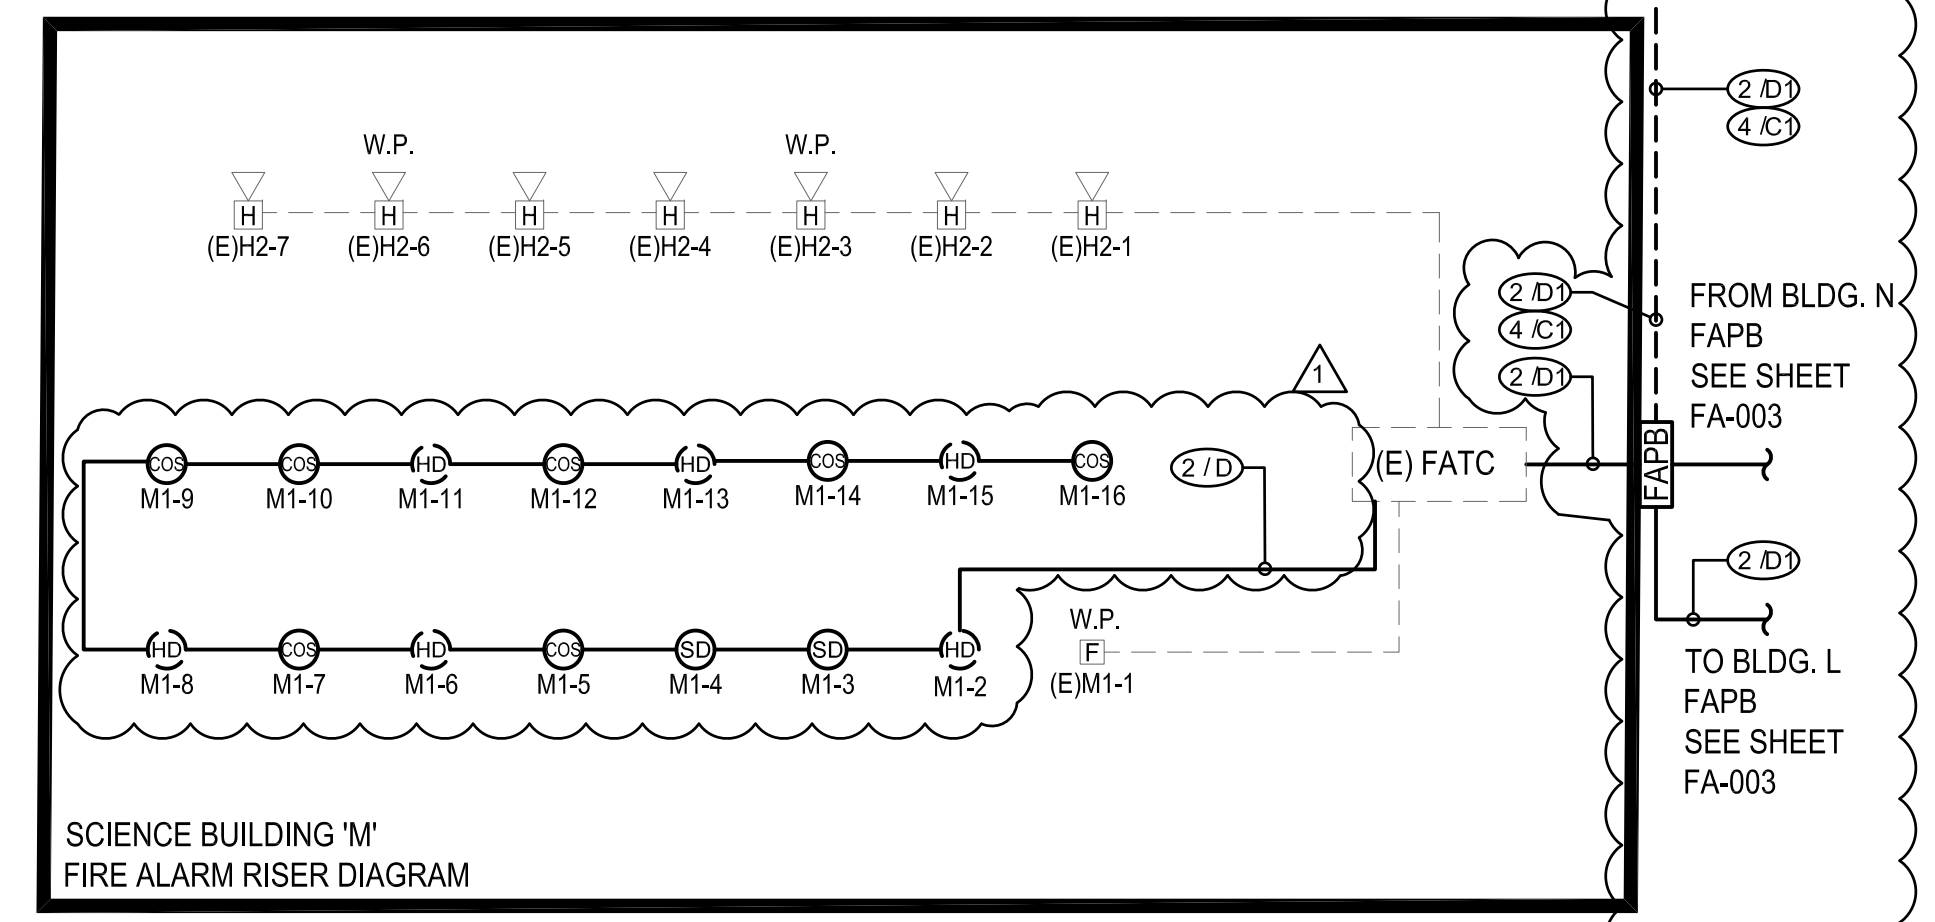 2 /D1
4 /C1
W.P. W.P.
H H H H H H H
(E)H2-7 (E)H2-6 (E)H2-5 (E)H2-4 (E)H2-3 (E)H2-2 (E)H2-1
2 /D1
4 /C1
2 /D1
FROM BLDG. N
FAPB
SEE SHEET
FA-003
1
COS COS HD COS HD COS HD COS
M1-9 M1-10 M1-11 M1-12 M1-13 M1-14 M1-15 M1-16
2 / D
(E) FATC
FAPB
2 /D1
W.P.
HD COS HD COS SD SD HD F
M1-8 M1-7 M1-6 M1-5 M1-4 M1-3 M1-2 (E)M1-1
TO BLDG. L
FAPB
SEE SHEET
FA-003
SCIENCE BUILDING 'M'
FIRE ALARM RISER DIAGRAM